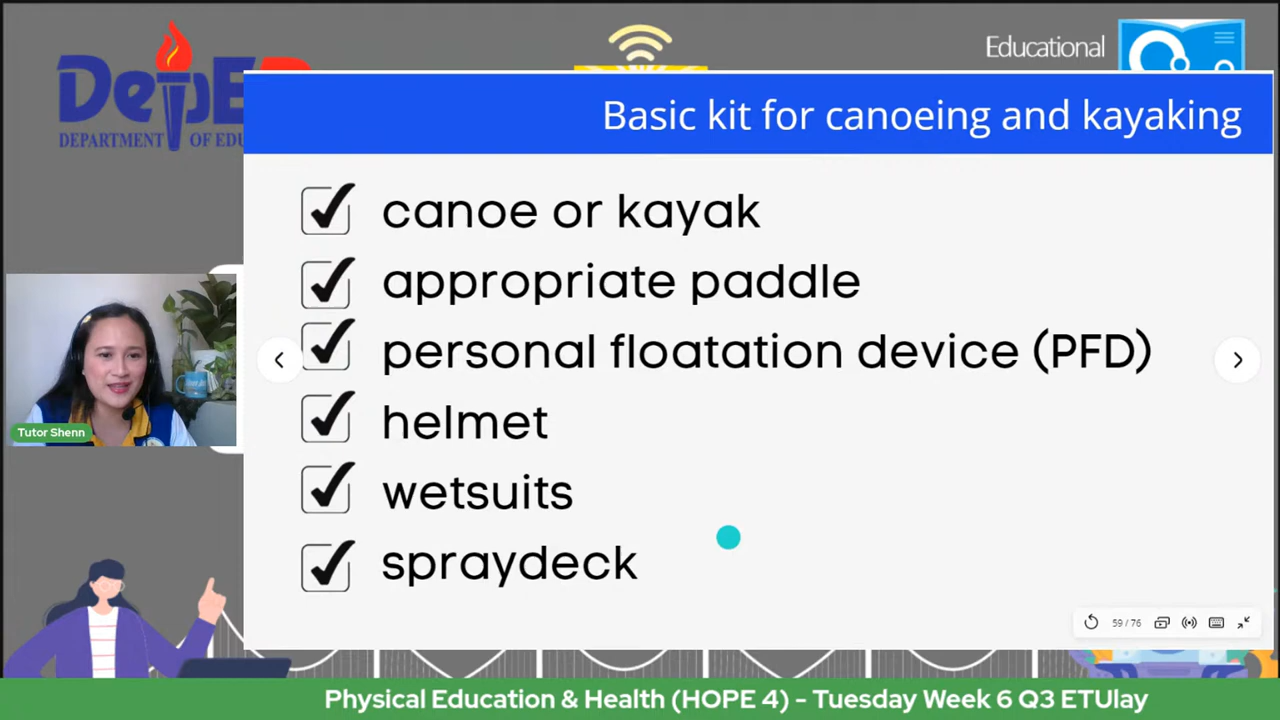 DepE
DEPARTMENT OF EDU
Educational
Basic kit for canoeing and kayaking
canoe or kayak
appropriate paddle
personal floatation device (PFD)
helmet
wetsuits
spraydeck
Tutor Shenn
59 / 76
Physical Education & Health (HOPE 4) - Tuesday Week 6 Q3 ETUlay